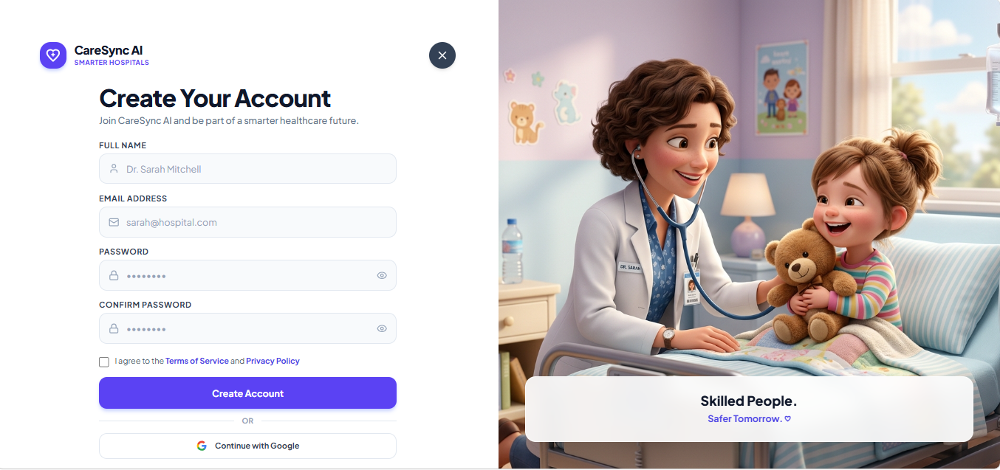 CareSync AI
SMARTER HOSPITALS
Create Your Account
Join CareSync AI and be part of a smarter healthcare future.
FULL NAME
Dr. Sarah Mitchell
EMAIL ADDRESS
sarah@hospital.com
PASSWORD
••••••••
CONFIRM PASSWORD
••••••••
I agree to the Terms of Service and Privacy Policy
Create Account
OR
Continue with Google
DR. SARAH
Skilled People.
Safer Tomorrow. ♡